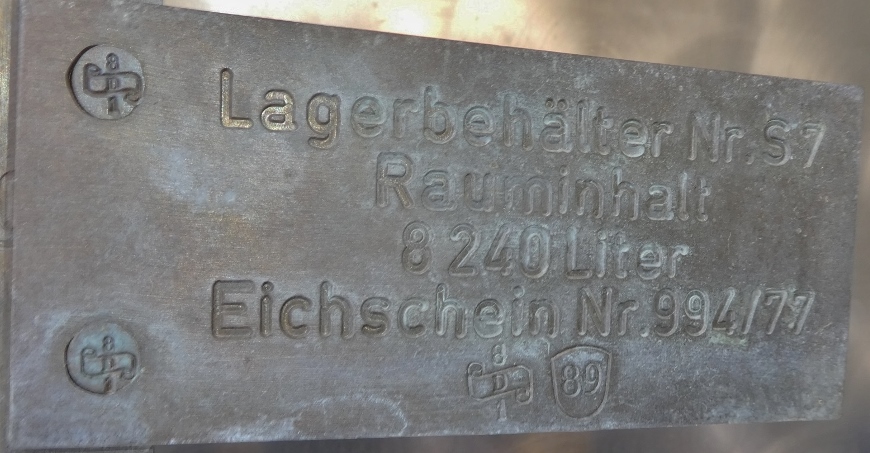 Lagerbehälter Nr. S 7
Rauminhalt
8 240 Liter
Eichschein Nr. 994/77
89